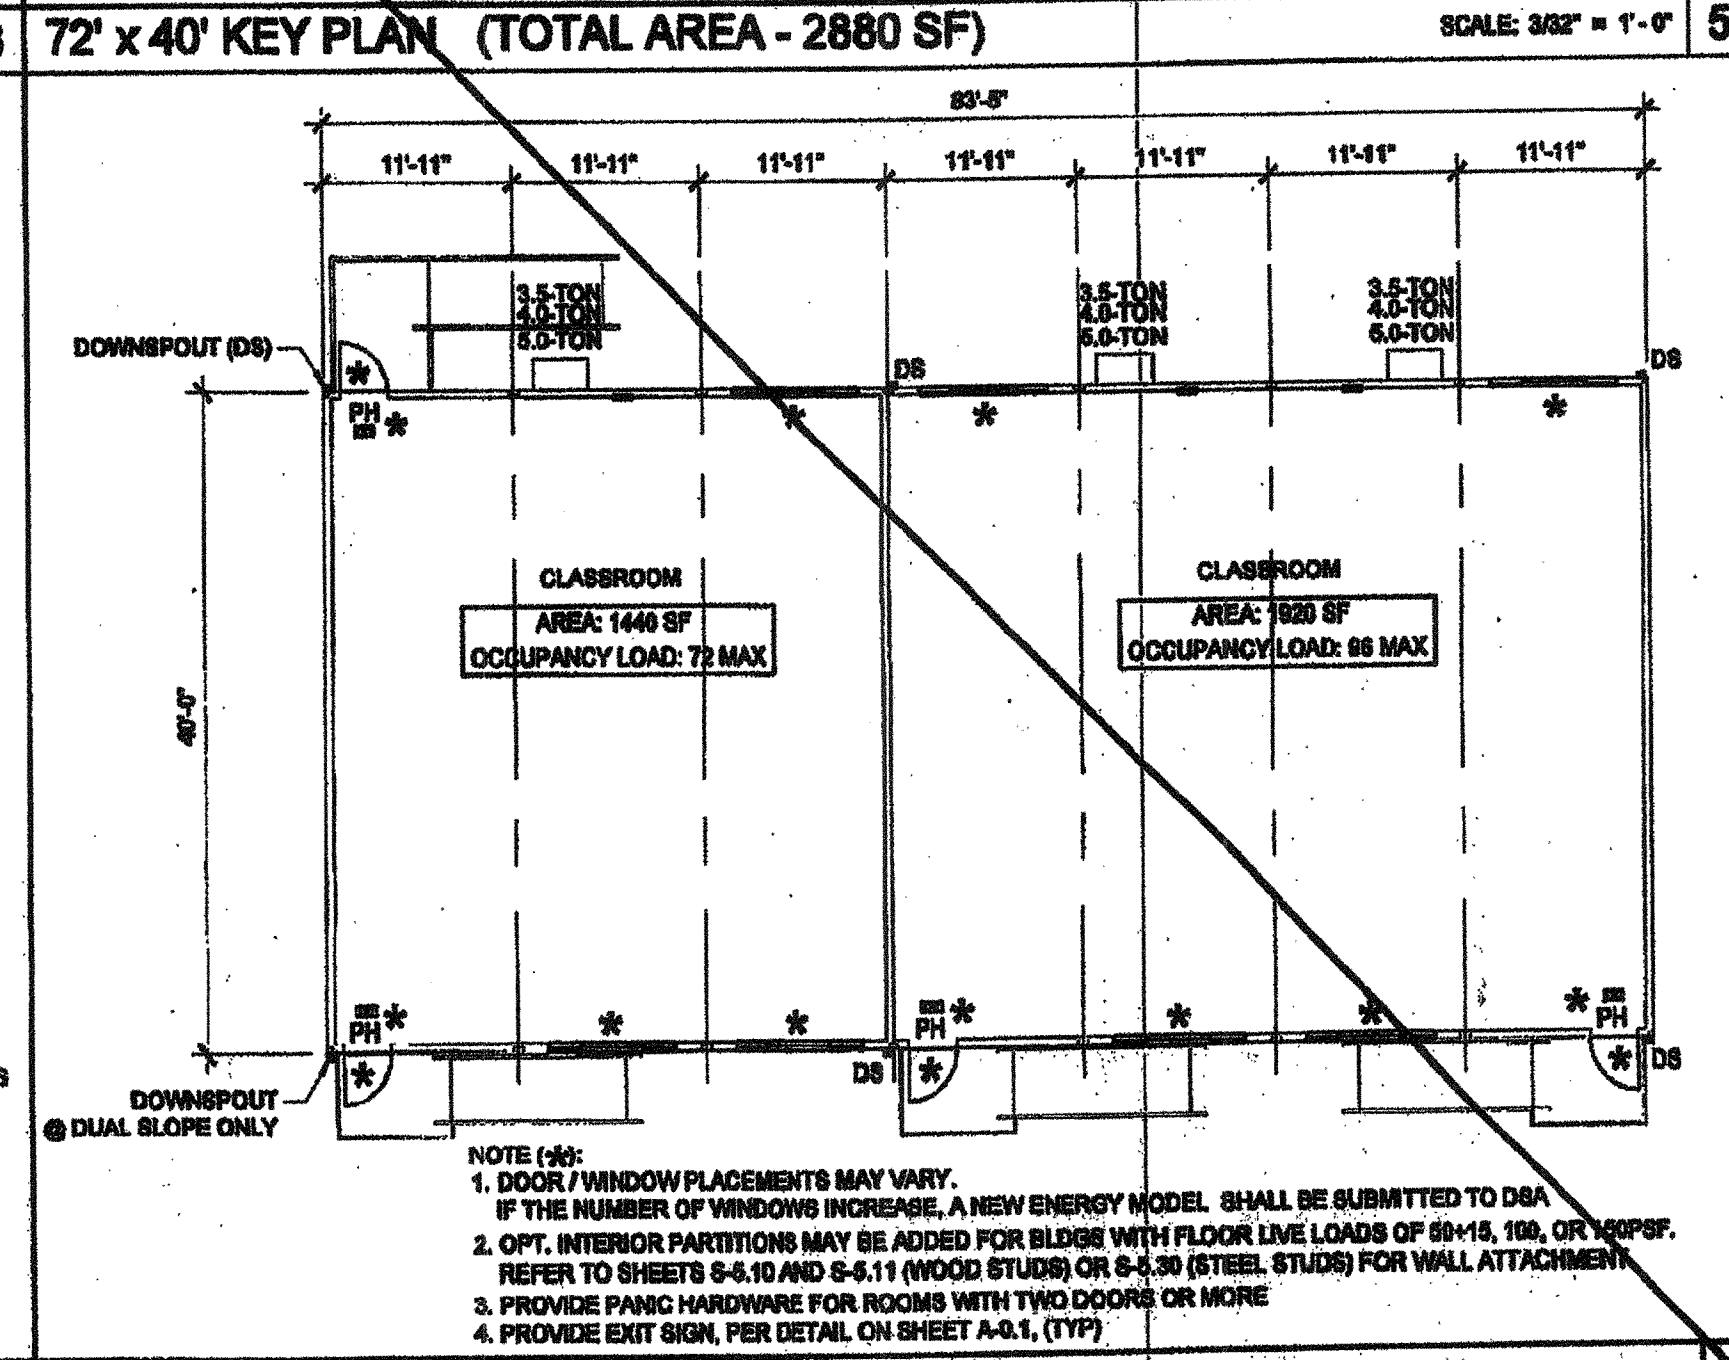 72' x 40' KEY PLAN (TOTAL AREA - 2880 SF)
SCALE: 3/32" = 1'-0"
5
83'-5"
11'-11" 11'-11" 11'-11" 11'-11" 11'-11" 11'-11" 11'-11"
3.5-TON
4.0-TON
5.0-TON
3.5-TON
4.0-TON
5.0-TON
3.5-TON
4.0-TON
5.0-TON
DOWNSPOUT (DS)
DS
DS
*
PH
*
*
*
*
CLASSROOM
AREA: 1440 SF
OCCUPANCY LOAD: 72 MAX
CLASSROOM
AREA: 1920 SF
OCCUPANCY LOAD: 96 MAX
40'-0"
PH * * * PH * * * * PH
* DS * * DS
DOWNSPOUT
@ DUAL SLOPE ONLY
NOTE (*):
1. DOOR / WINDOW PLACEMENTS MAY VARY.
IF THE NUMBER OF WINDOWS INCREASE, A NEW ENERGY MODEL SHALL BE SUBMITTED TO DSA
2. OPT. INTERIOR PARTITIONS MAY BE ADDED FOR BLDGS WITH FLOOR LIVE LOADS OF 50+15, 100, OR 150PSF.
REFER TO SHEETS S-5.10 AND S-5.11 (WOOD STUDS) OR S-5.30 (STEEL STUDS) FOR WALL ATTACHMENT
3. PROVIDE PANIC HARDWARE FOR ROOMS WITH TWO DOORS OR MORE
4. PROVIDE EXIT SIGN, PER DETAIL ON SHEET A-0.1, (TYP)